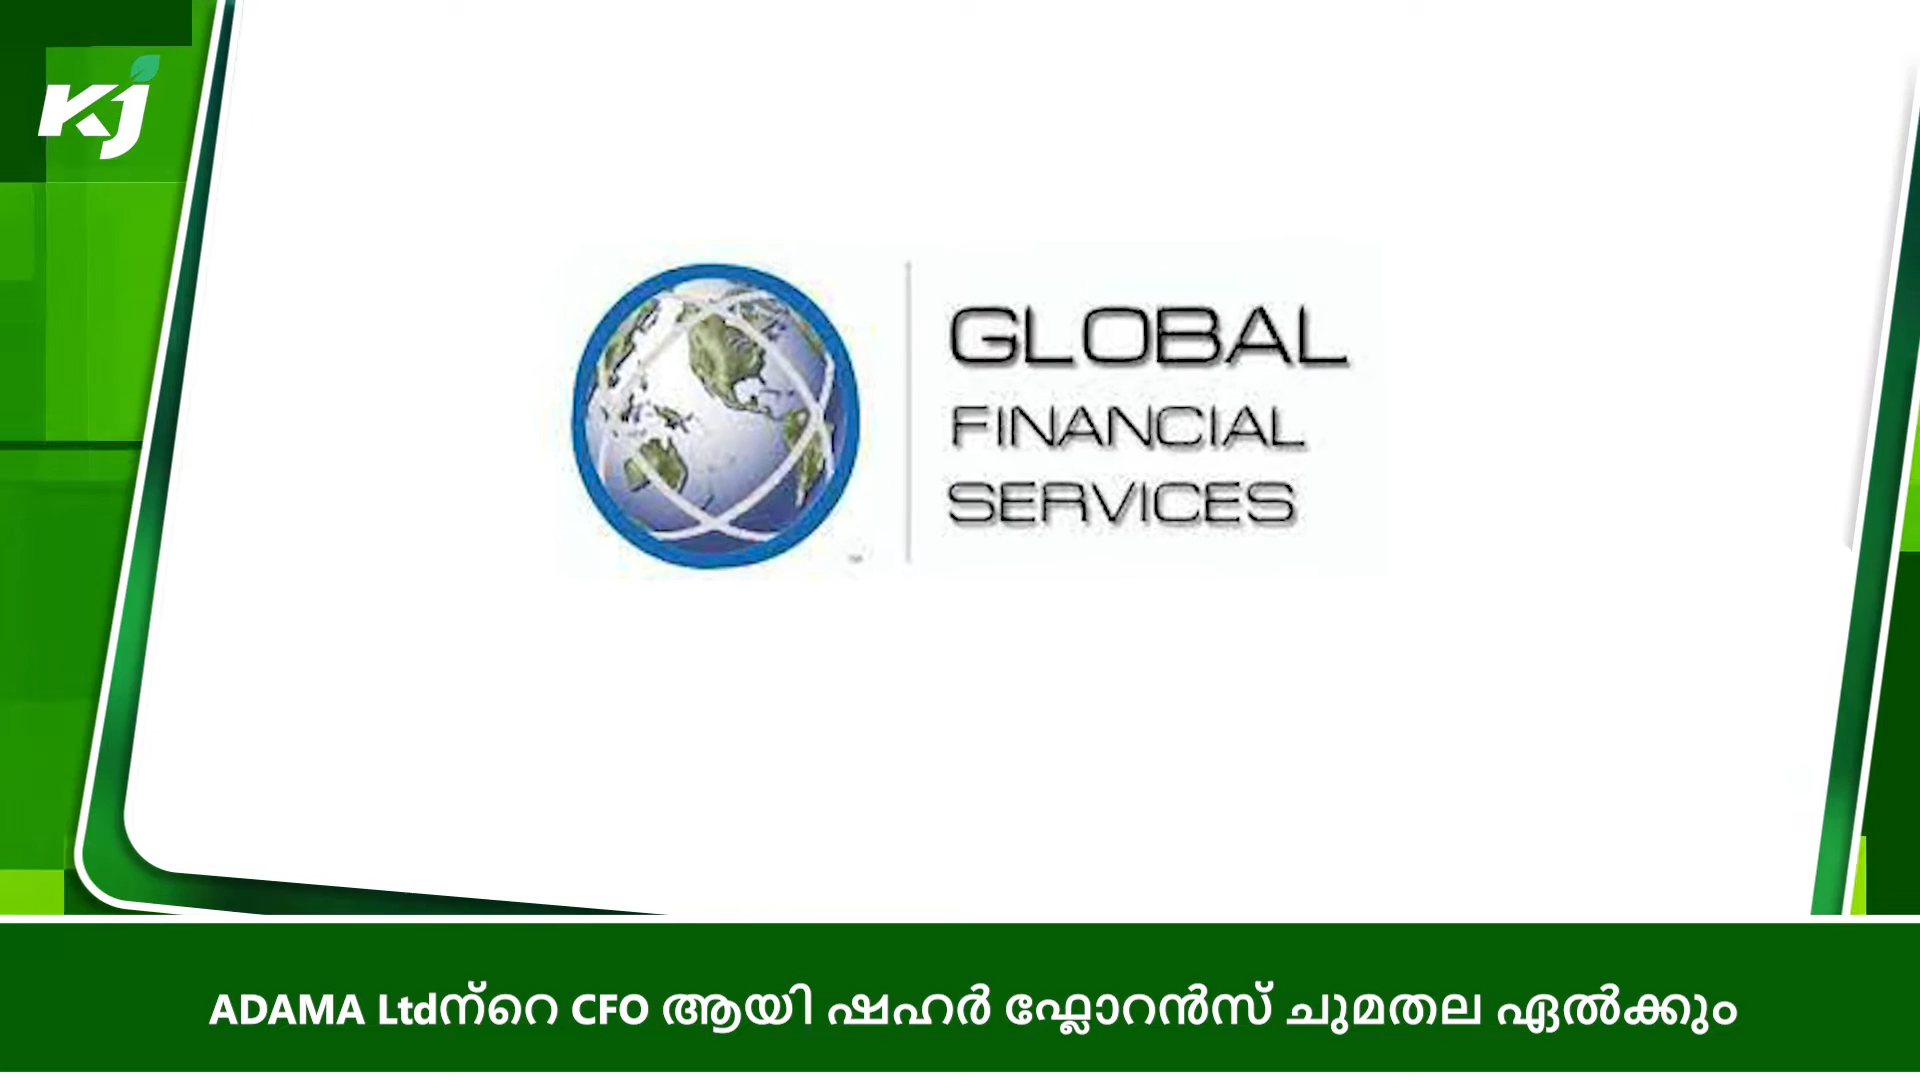 KJ
GLOBAL
FINANCIAL
SERVICES
ADAMA Ltdന്റെ CFO ആയി ഷഹർ ഫ്ലോറൻസ് ചുമതല ഏൽക്കും